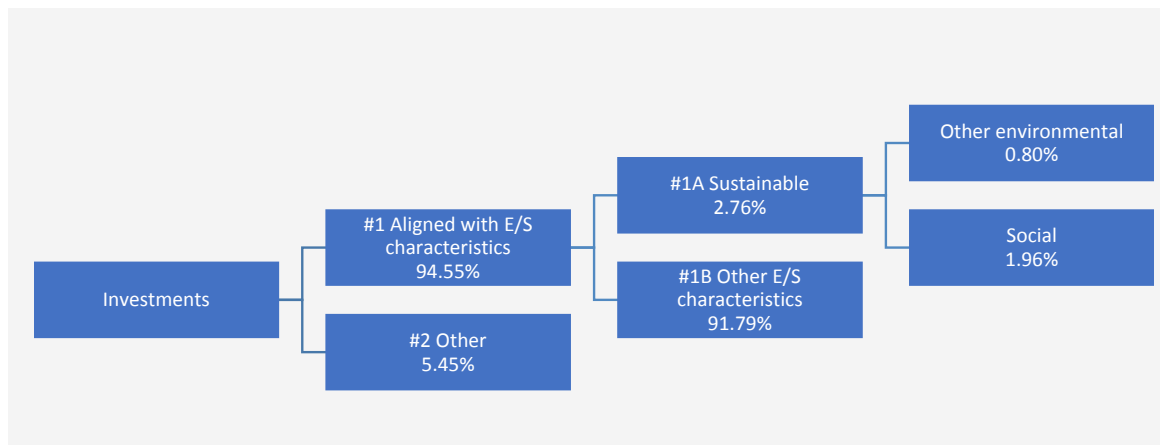 Investments
#1 Aligned with E/S
characteristics
94.55%
#2 Other
5.45%
#1A Sustainable
2.76%
#1B Other E/S
characteristics
91.79%
Other environmental
0.80%
Social
1.96%